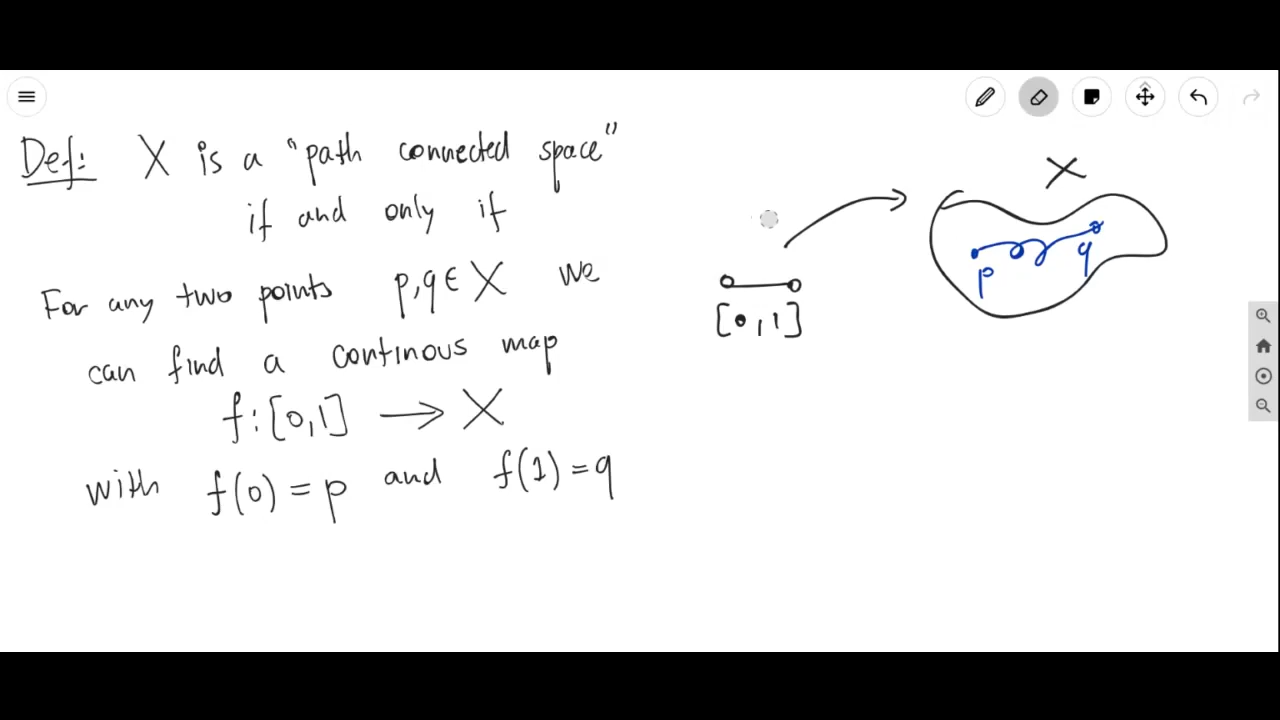 Def: X is a "path connected space"
if and only if
For any two points p,q ∈ X we
can find a continous map
f:[0,1] ⟶ X
with f(0) = p and f(1) = q
[0,1]
X
p
q